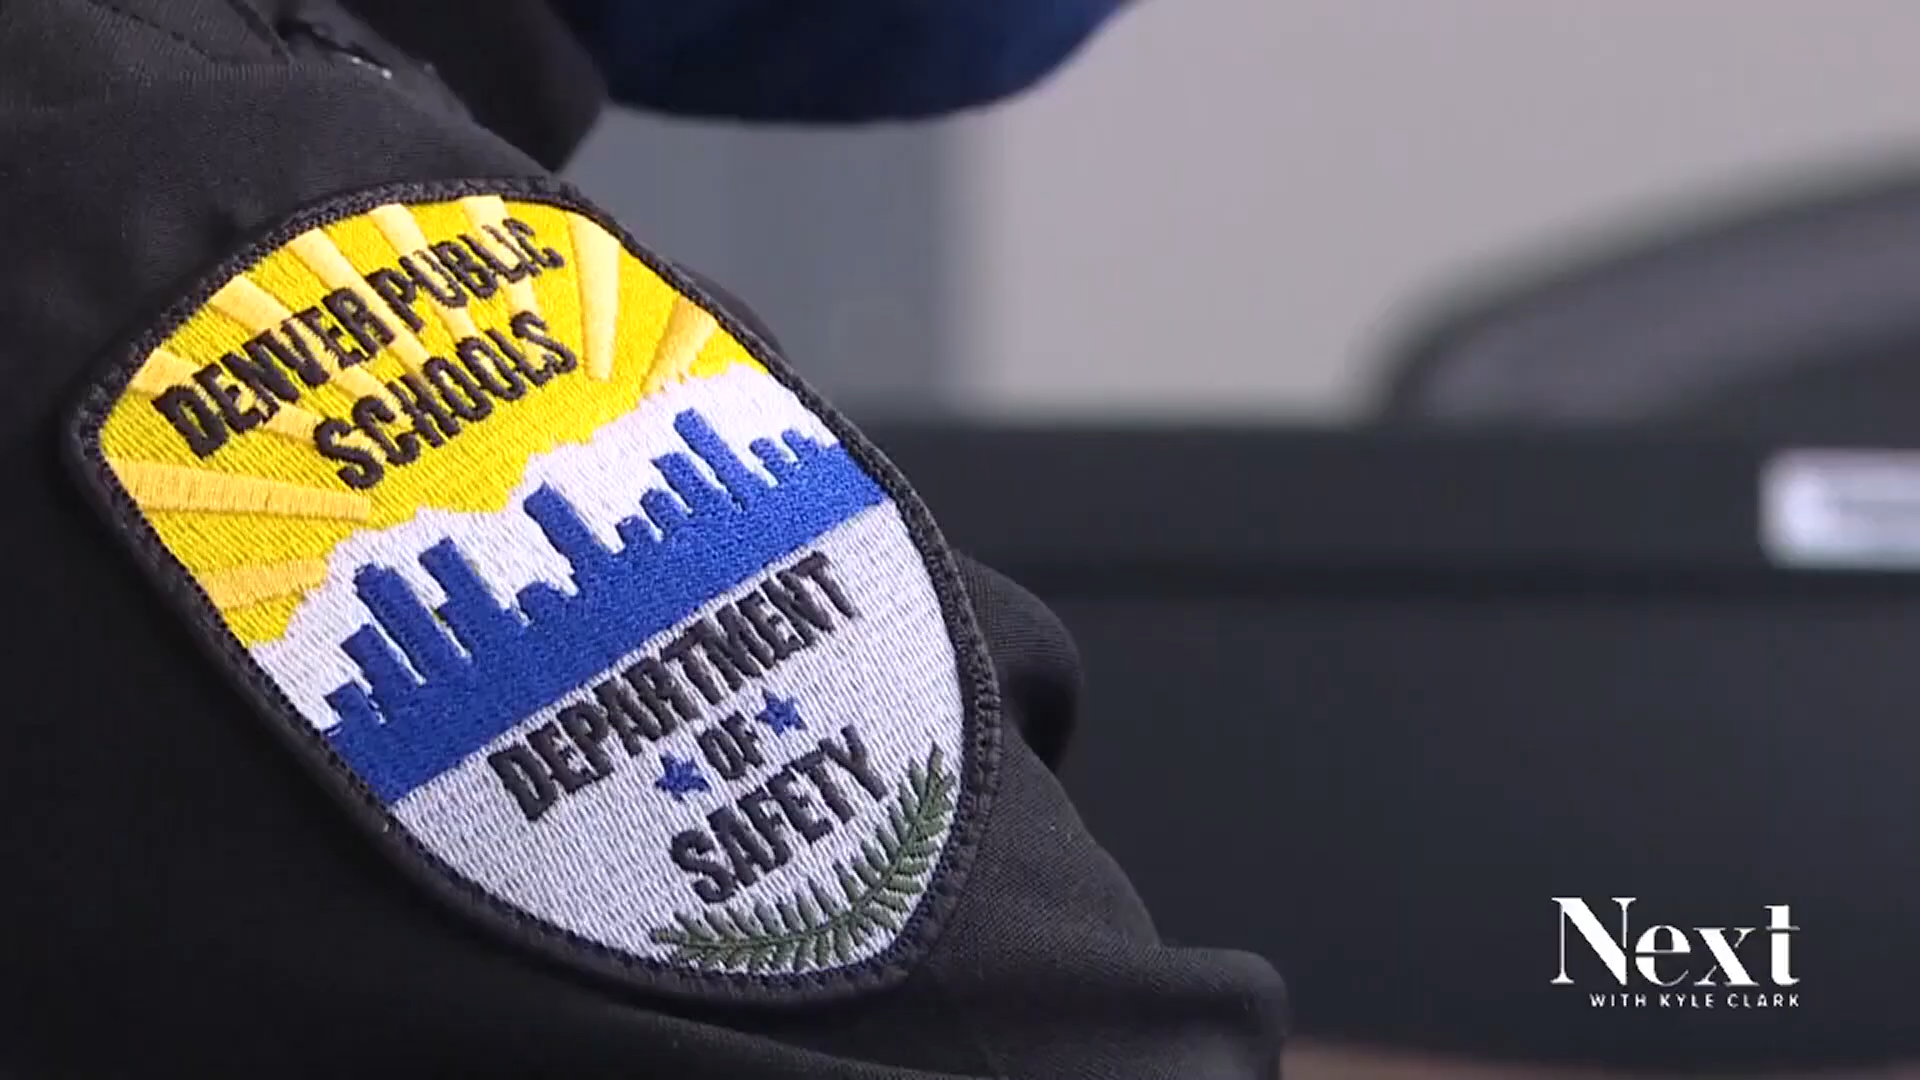 DENVER PUBLIC
SCHOOLS
DEPARTMENT
OF
SAFETY
Next
WITH KYLE CLARK